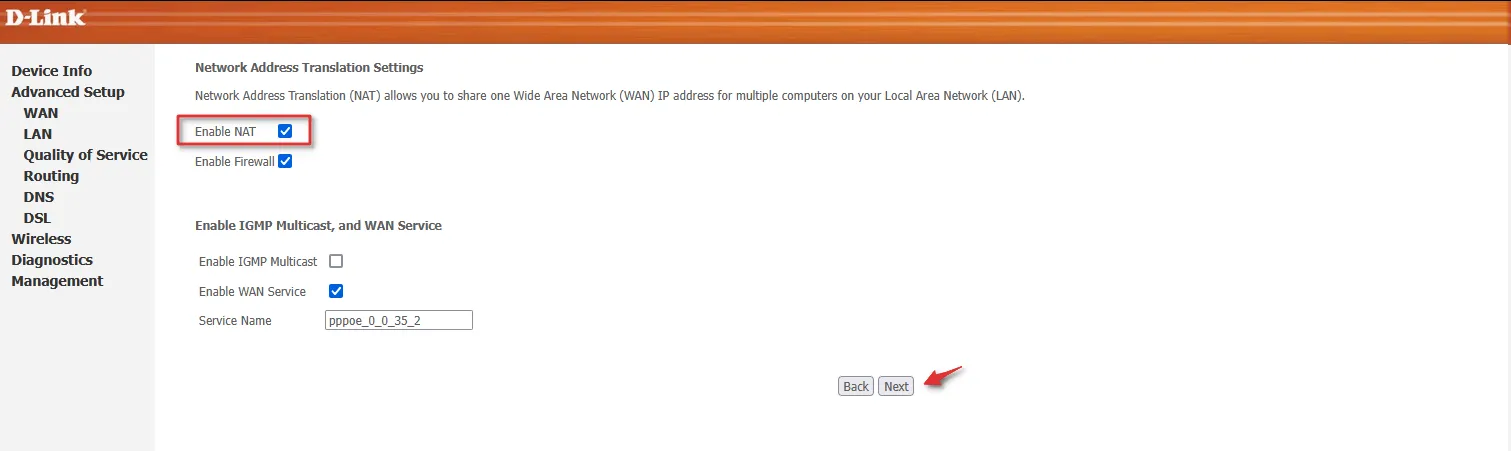 D-Link
Device Info
Advanced Setup
WAN
LAN
Quality of Service
Routing
DNS
DSL
Wireless
Diagnostics
Management
Network Address Translation Settings
Network Address Translation (NAT) allows you to share one Wide Area Network (WAN) IP address for multiple computers on your Local Area Network (LAN).
Enable NAT
Enable Firewall
Enable IGMP Multicast, and WAN Service
Enable IGMP Multicast
Enable WAN Service
Service Name pppoe_0_0_35_2
Back Next